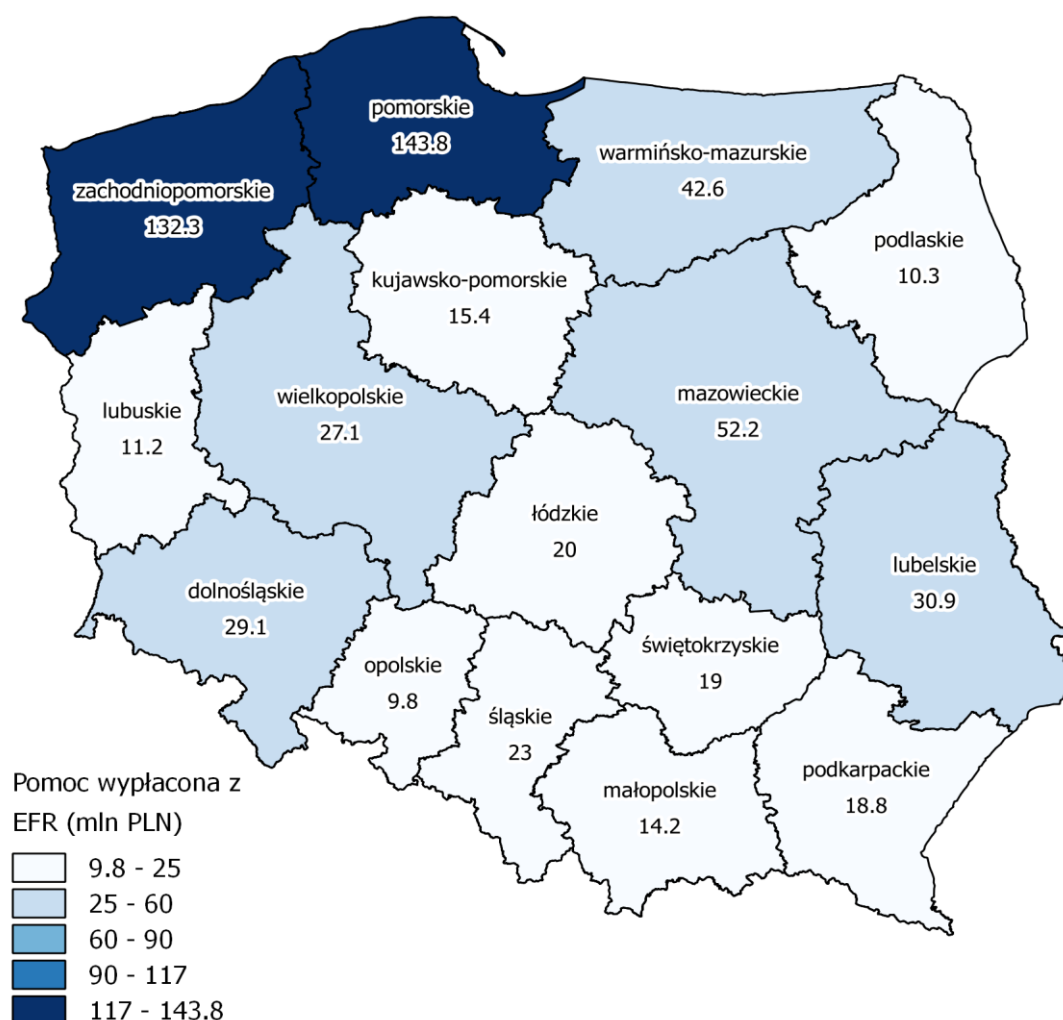 pomorskie
143.8
warmińsko-mazurskie
42.6
zachodniopomorskie
132.3
podlaskie
10.3
kujawsko-pomorskie
15.4
wielkopolskie
27.1
mazowieckie
52.2
lubuskie
11.2
łódzkie
20
lubelskie
30.9
dolnośląskie
29.1
świętokrzyskie
19
opolskie
9.8
śląskie
23
podkarpackie
18.8
małopolskie
14.2
Pomoc wypłacona z
EFR (mln PLN)
9.8 - 25
25 - 60
60 - 90
90 - 117
117 - 143.8